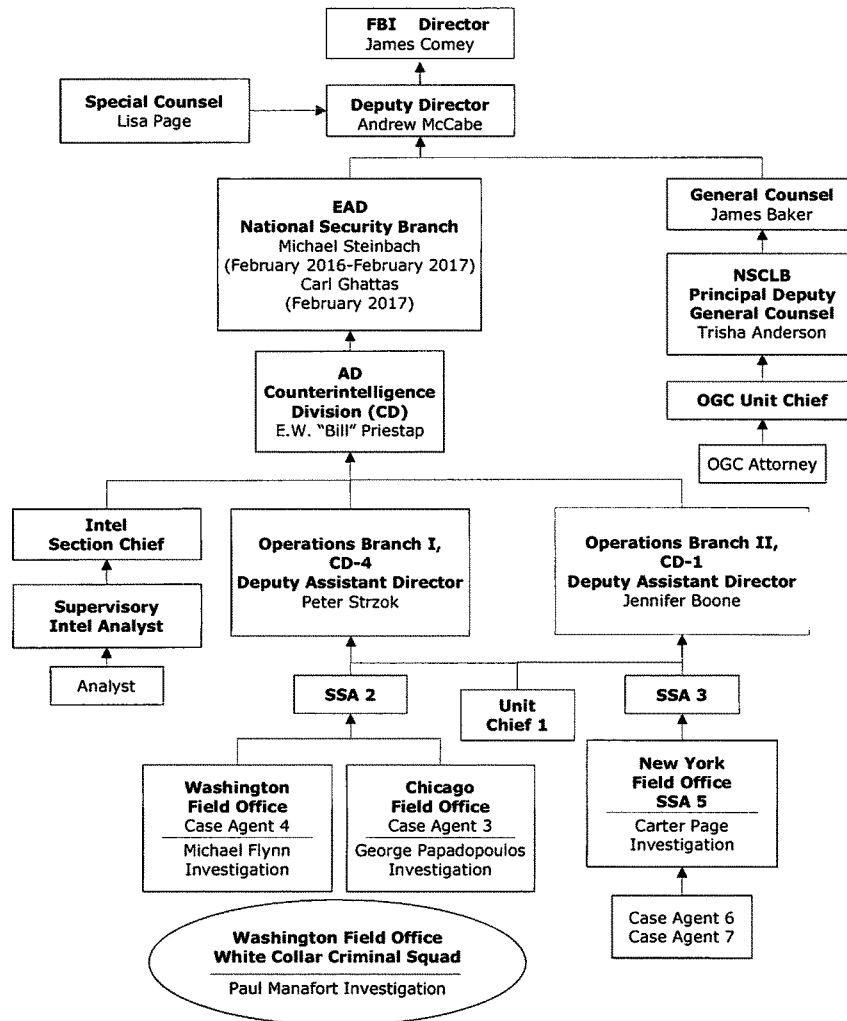 FBI Director
James Comey
Special Counsel
Lisa Page
Deputy Director
Andrew McCabe
EAD
National Security Branch
Michael Steinbach
(February 2016-February 2017)
Carl Ghattas
(February 2017)
General Counsel
James Baker
NSCLB
Principal Deputy
General Counsel
Trisha Anderson
AD
Counterintelligence
Division (CD)
E.W. "Bill" Priestap
OGC Unit Chief
OGC Attorney
Intel
Section Chief
Supervisory
Intel Analyst
Analyst
Operations Branch I,
CD-4
Deputy Assistant Director
Peter Strzok
Operations Branch II,
CD-1
Deputy Assistant Director
Jennifer Boone
SSA 2
Unit
Chief 1
SSA 3
Washington
Field Office
Case Agent 4
Michael Flynn
Investigation
Chicago
Field Office
Case Agent 3
George Papadopoulos
Investigation
New York
Field Office
SSA 5
Carter Page
Investigation
Case Agent 6
Case Agent 7
Washington Field Office
White Collar Criminal Squad
Paul Manafort Investigation